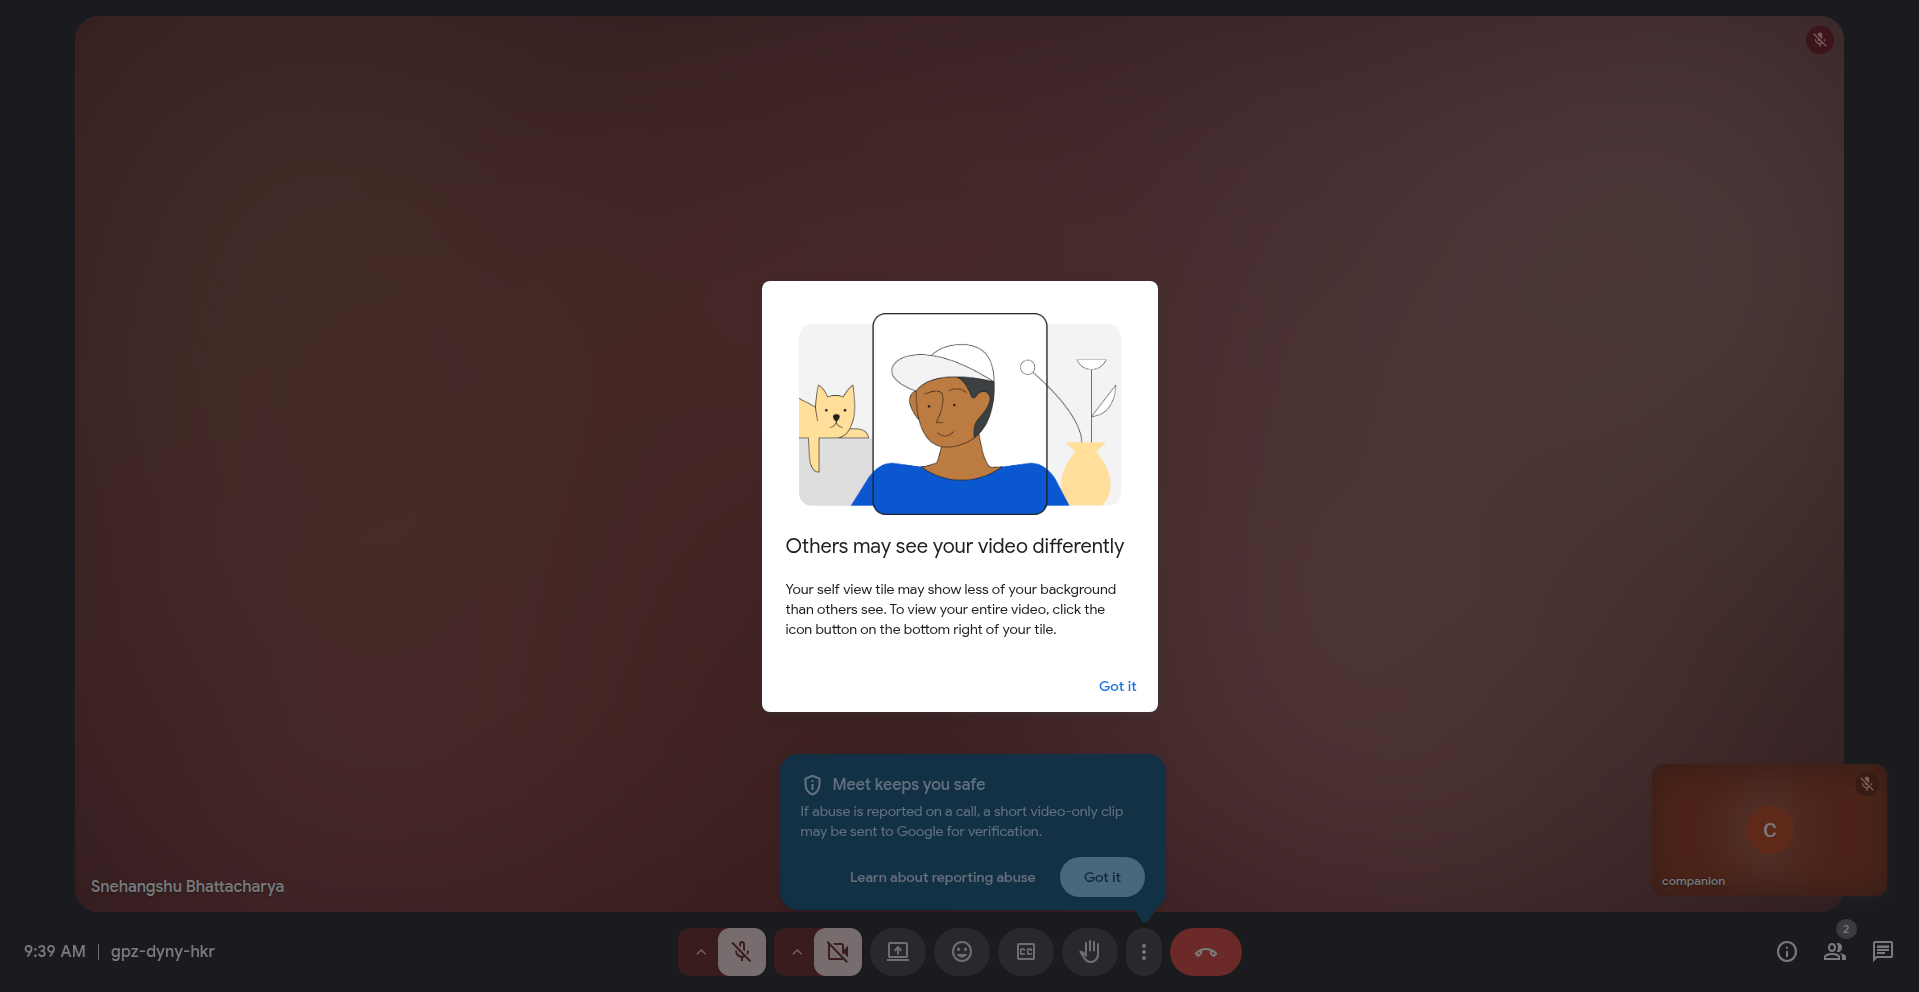 Others may see your video differently
Your self view tile may show less of your background
than others see. To view your entire video, click the
icon button on the bottom right of your tile.
Got it
Meet keeps you safe
If abuse is reported on a call, a short video-only clip
may be sent to Google for verification.
Learn about reporting abuse
Got it
Snehangshu Bhattacharya
C
companion
9:39 AM | gpz-dyny-hkr
CC
2